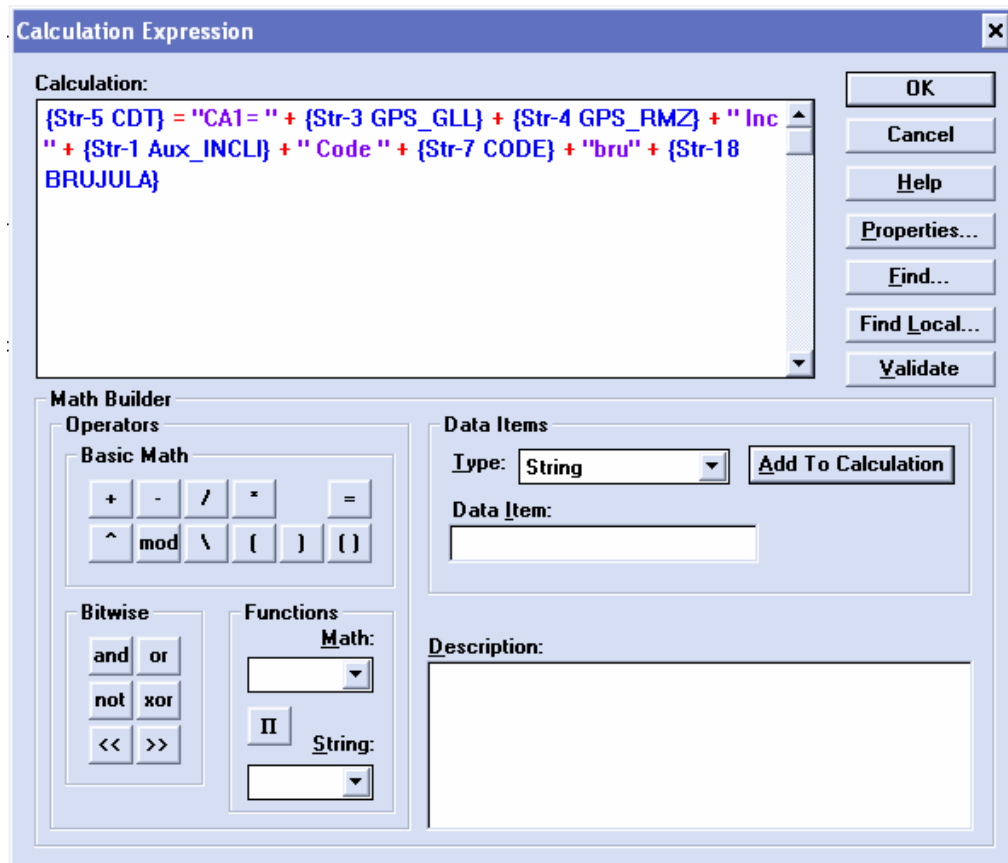 Calculation Expression
Calculation:
{Str-5 CDT} = "CA1= " + {Str-3 GPS_GLL} + {Str-4 GPS_RMZ} + " Inc
" + {Str-1 Aux_INCLI} + " Code " + {Str-7 CODE} + "bru" + {Str-18
BRUJULA}
OK
Cancel
Help
Properties...
Find...
Find Local...
Validate
Math Builder
Operators
Basic Math
+ - / * =
^ mod \ ( ) ()
Bitwise
and or
not xor
<< >>
Functions
Math:
Π
String:
Data Items
Type: String Add To Calculation
Data Item:
Description: